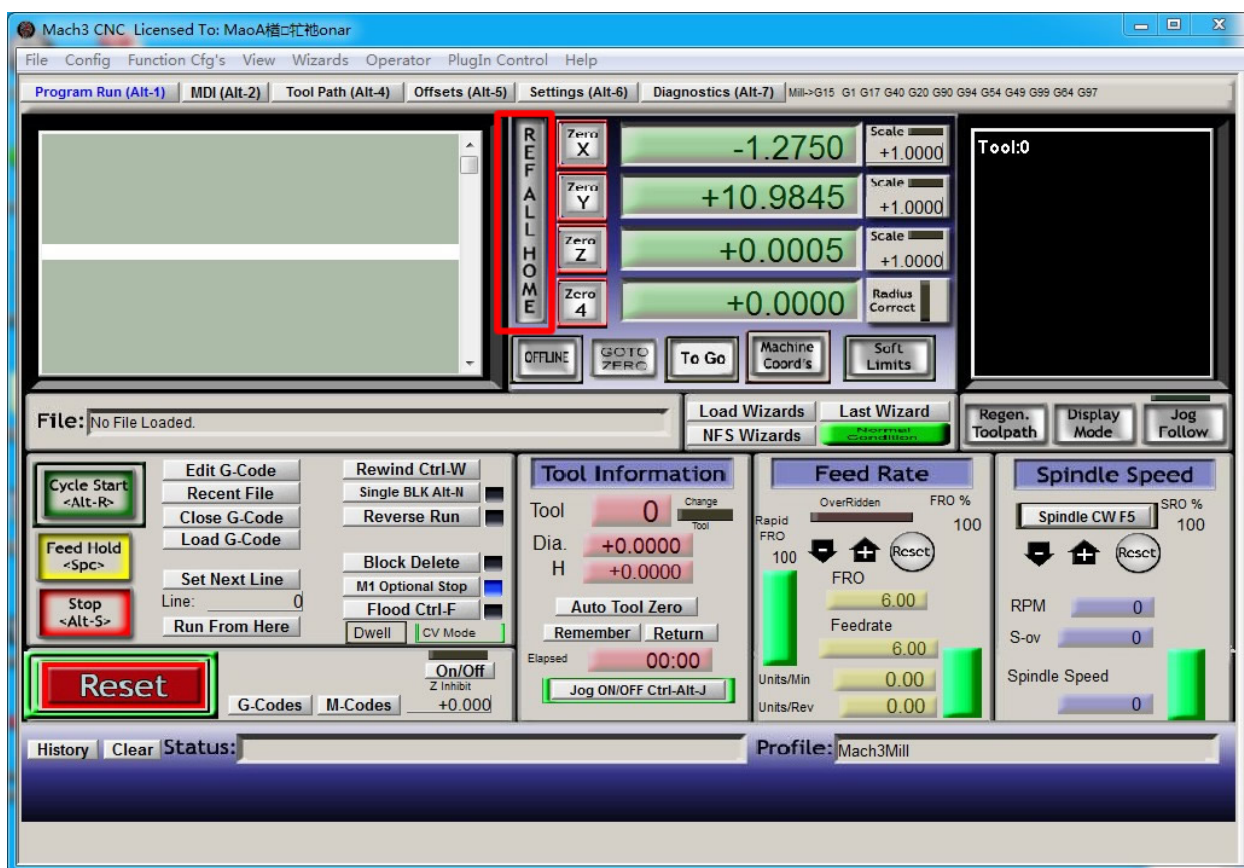 Mach3 CNC Licensed To: MaoA楢□牤衪onar
File Config Function Cfg's View Wizards Operator PlugIn Control Help
Program Run (Alt-1) MDI (Alt-2) Tool Path (Alt-4) Offsets (Alt-5) Settings (Alt-6) Diagnostics (Alt-7) Mill->G15 G1 G17 G40 G20 G90 G94 G54 G49 G99 G64 G97
REF ALL HOME
Zero X -1.2750 Scale +1.0000
Zero Y +10.9845 Scale +1.0000
Zero Z +0.0005 Scale +1.0000
Zero 4 +0.0000 Radius Correct
Tool:0
OFFLINE GOTO ZERO To Go Machine Coord's Soft Limits
File: No File Loaded.
Load Wizards Last Wizard
NFS Wizards Normal Condition
Regen. Toolpath Display Mode Jog Follow
Cycle Start <Alt-R>
Feed Hold <Spc>
Stop <Alt-S>
Edit G-Code
Recent File
Close G-Code
Load G-Code
Set Next Line
Line: 0
Run From Here
Rewind Ctrl-W
Single BLK Alt-N
Reverse Run
Block Delete
M1 Optional Stop
Flood Ctrl-F
Dwell CV Mode
Reset
G-Codes M-Codes
On/Off
Z Inhibit
+0.000
Tool Information
Tool 0 Change Tool
Dia. +0.0000
H +0.0000
Auto Tool Zero
Remember Return
Elapsed 00:00
Jog ON/OFF Ctrl-Alt-J
Feed Rate
OverRidden FRO %
100
Rapid FRO
100
Reset
FRO
6.00
Feedrate
6.00
Units/Min 0.00
Units/Rev 0.00
Spindle Speed
Spindle CW F5
SRO %
100
Reset
RPM 0
S-ov 0
Spindle Speed
0
History Clear Status:
Profile: Mach3Mill